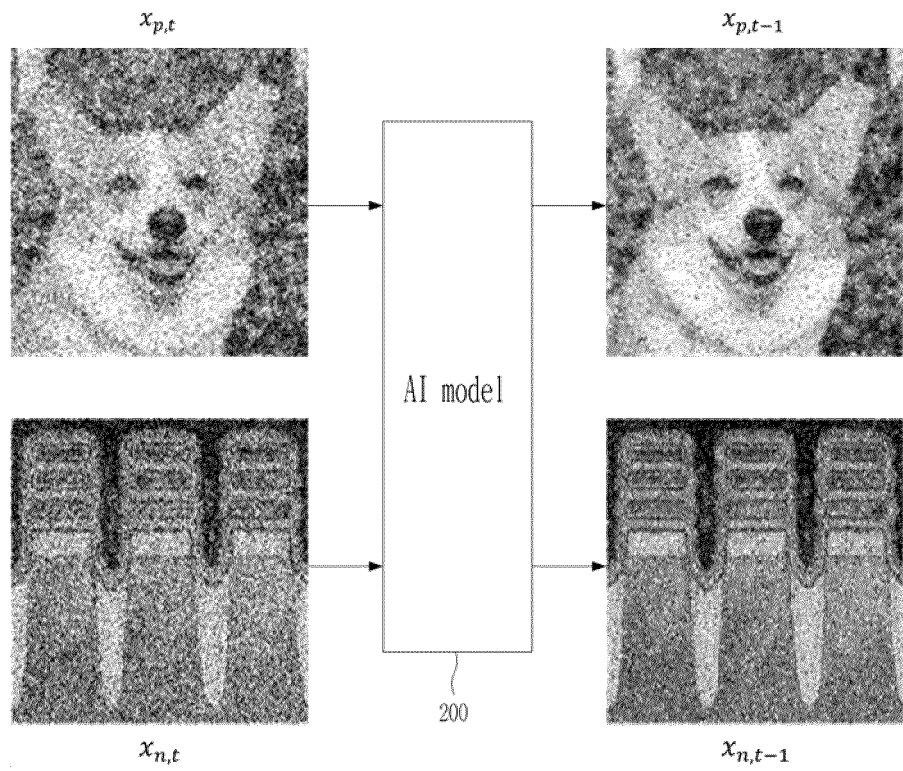 x_{p,t}
x_{p,t−1}
AI model
200
x_{n,t}
x_{n,t−1}